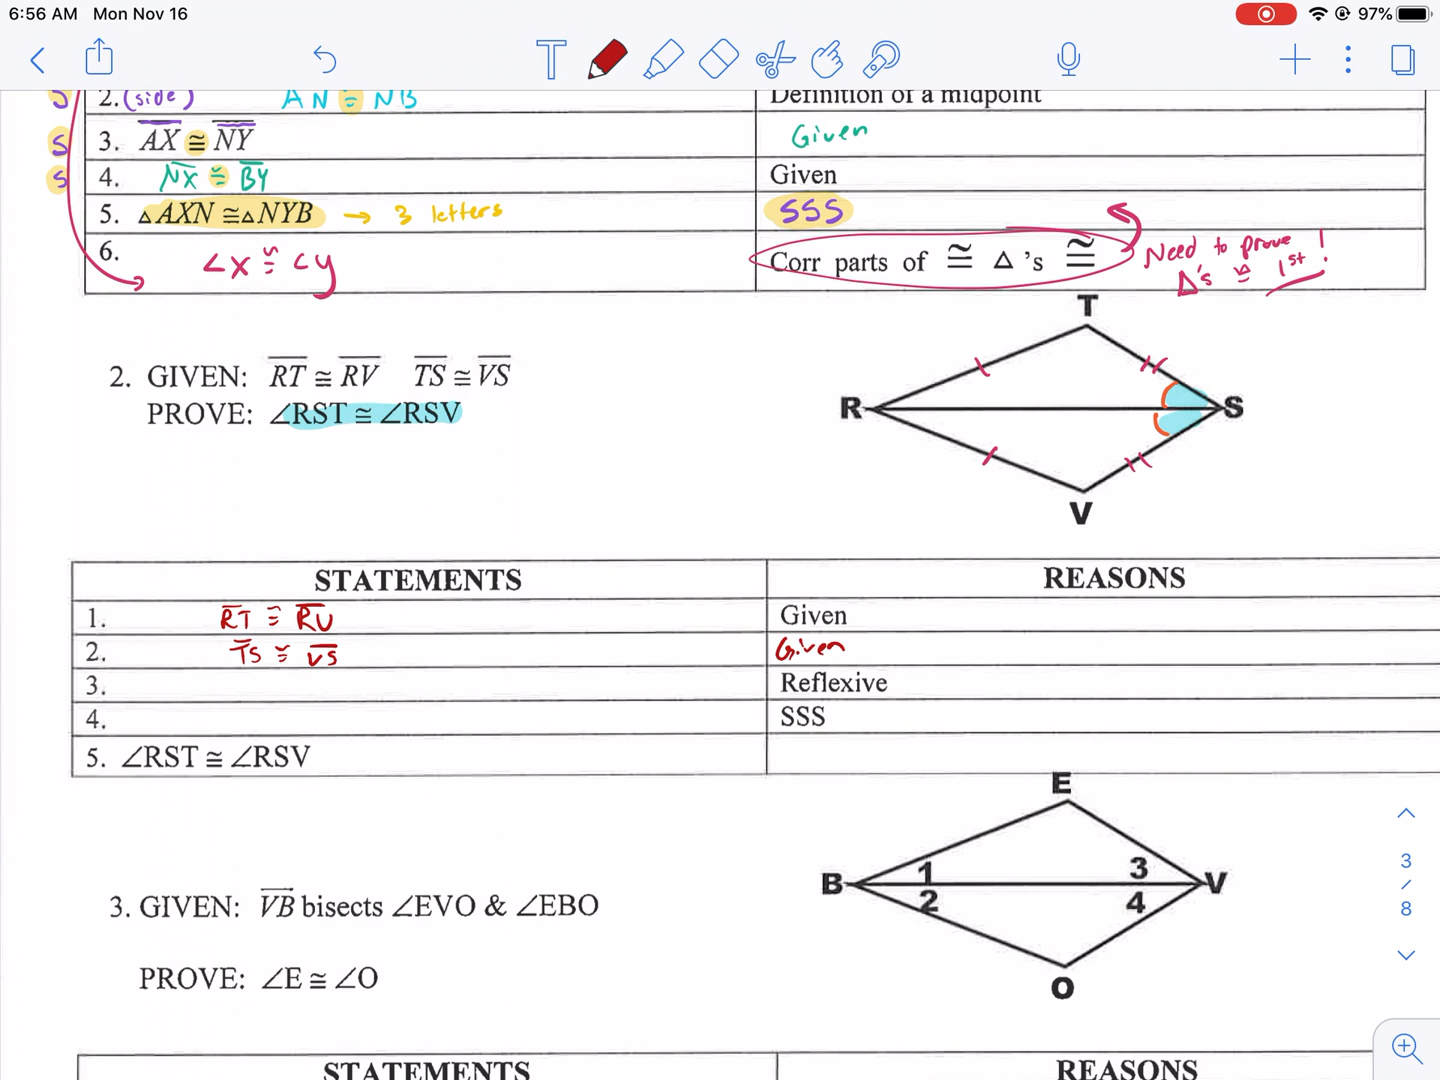 6:56 AM Mon Nov 16 97%
S 2. (side) AN ≅ NB Definition of a midpoint
S 3. AX ≅ NY Given
S 4. NX ≅ BY Given
5. △AXN ≅ △NYB → 3 letters SSS
6. <x ≅ <y Corr parts of ≅ △'s ≅ Need to prove
△'s ≅ 1st!
2. GIVEN: RT ≅ RV TS ≅ VS
PROVE: ∠RST ≅ ∠RSV
T
R
S
V
STATEMENTS REASONS
1. RT ≅ RV Given
2. TS ≅ VS Given
3. Reflexive
4. SSS
5. ∠RST ≅ ∠RSV
E
B 1 3 V
2 4
O
3. GIVEN: VB bisects ∠EVO & ∠EBO
PROVE: ∠E ≅ ∠O
3
/
8
STATEMENTS REASONS